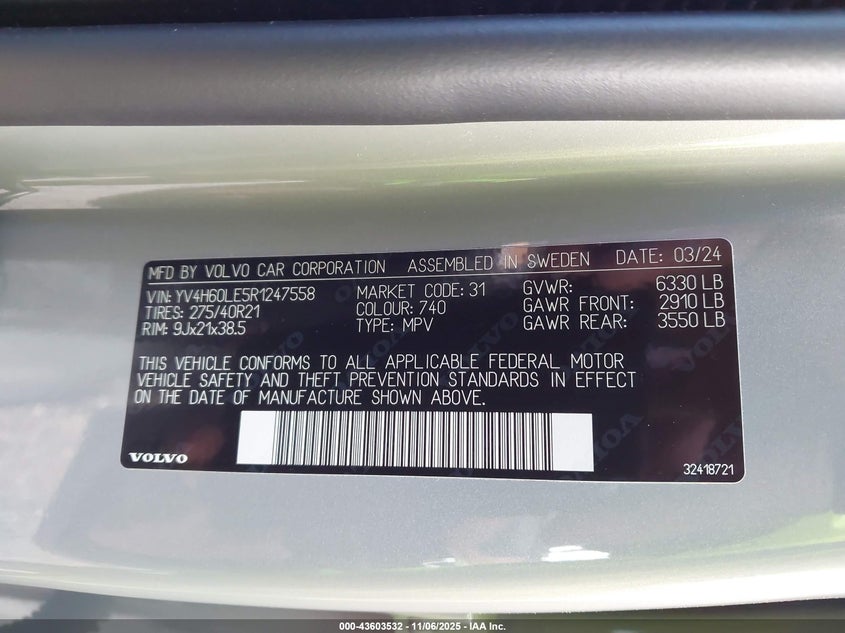 MFD BY VOLVO CAR CORPORATION ASSEMBLED IN SWEDEN DATE: 03/24
VIN: YV4H60LE5R1247558 MARKET CODE: 31 GVWR: 6330 LB
TIRES: 275/40R21 COLOUR: 740 GAWR FRONT: 2910 LB
RIM: 9Jx21x38.5 TYPE: MPV GAWR REAR: 3550 LB
THIS VEHICLE CONFORMS TO ALL APPLICABLE FEDERAL MOTOR
VEHICLE SAFETY AND THEFT PREVENTION STANDARDS IN EFFECT
ON THE DATE OF MANUFACTURE SHOWN ABOVE.
VOLVO 32418721
000-43603532 - 11/06/2025 - IAA Inc.